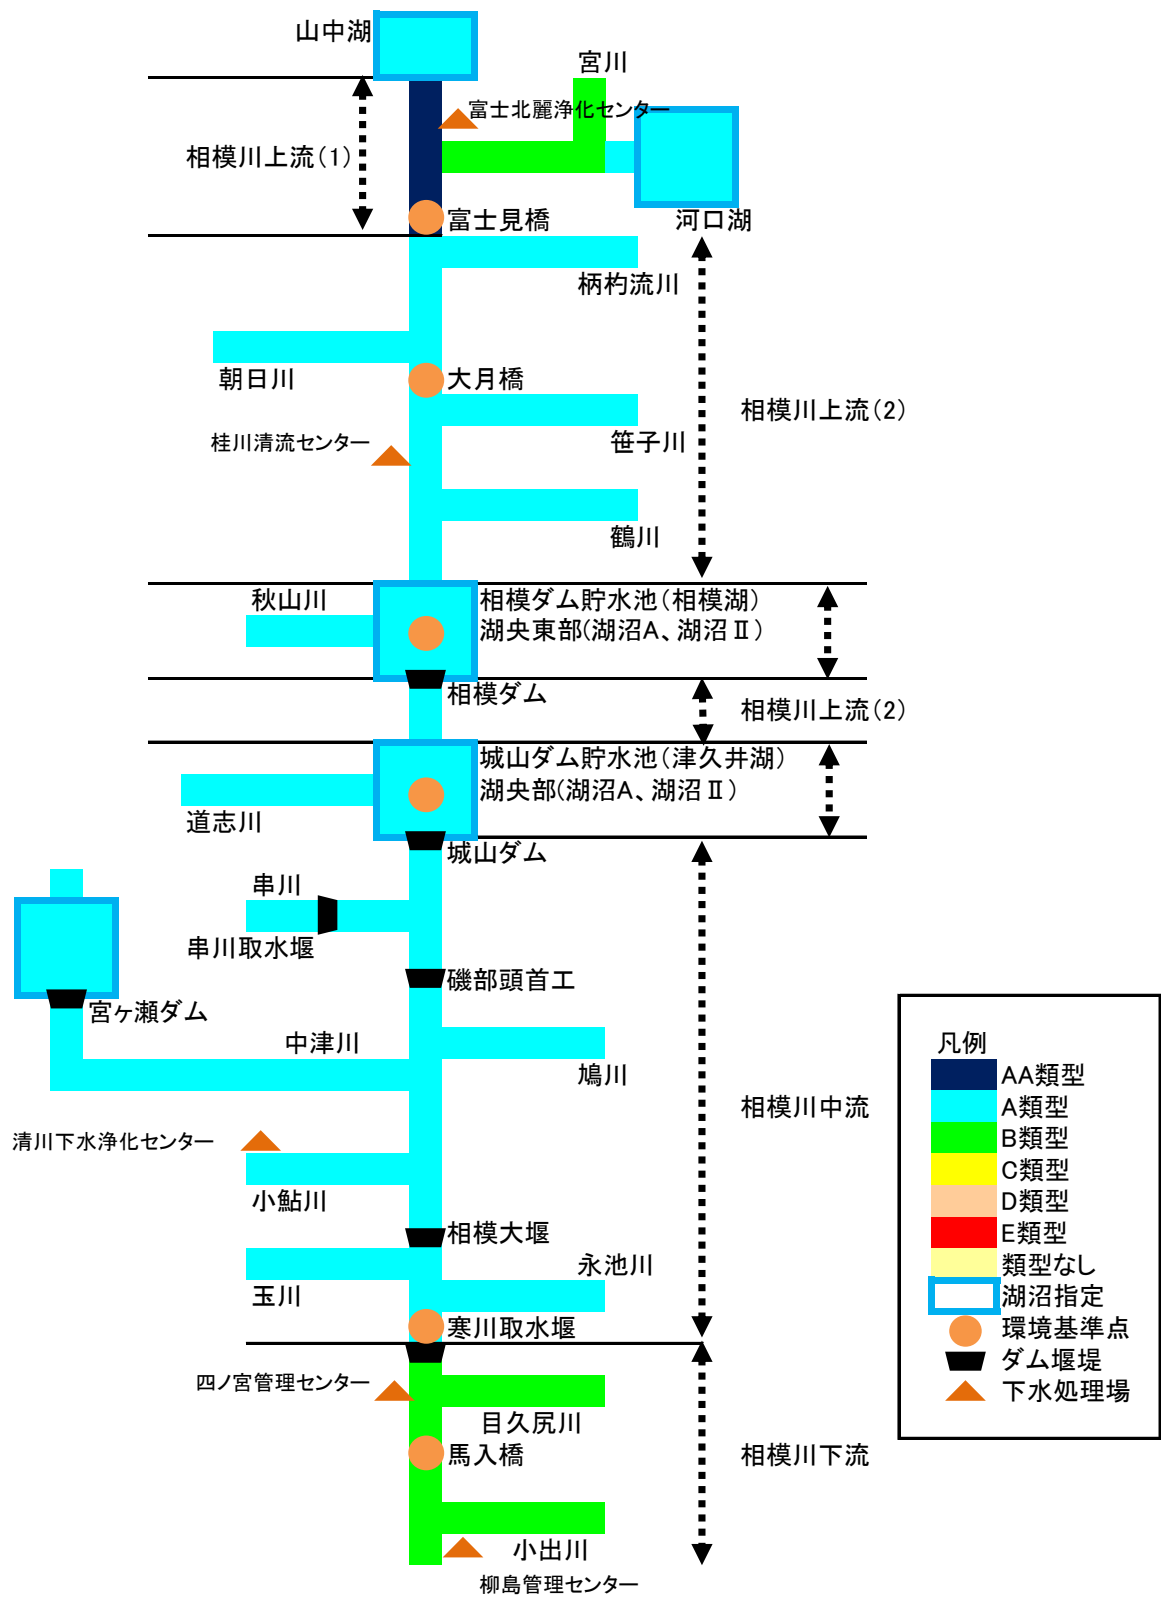 山中湖
宮川
富士北麗浄化センター
相模川上流(1)
富士見橋
河口湖
柄杓流川
朝日川
大月橋
相模川上流(2)
笹子川
桂川清流センター
鶴川
秋山川
相模ダム貯水池(相模湖)
湖央東部(湖沼A、湖沼Ⅱ)
相模ダム
相模川上流(2)
城山ダム貯水池(津久井湖)
湖央部(湖沼A、湖沼Ⅱ)
道志川
城山ダム
串川
串川取水堰
磯部頭首工
宮ヶ瀬ダム
中津川
鳩川
相模川中流
清川下水浄化センター
小鮎川
相模大堰
永池川
玉川
寒川取水堰
四ノ宮管理センター
目久尻川
馬入橋
相模川下流
小出川
柳島管理センター
凡例
AA類型
A類型
B類型
C類型
D類型
E類型
類型なし
湖沼指定
環境基準点
ダム堰堤
下水処理場